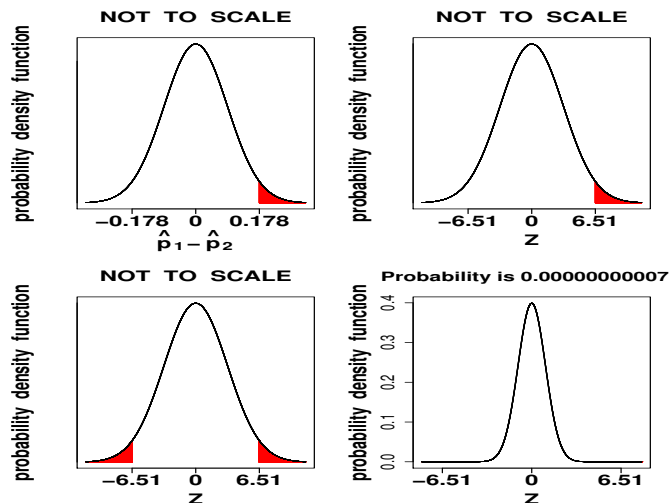 NOT TO SCALE
probability density function
−0.178 0 0.178
p̂1−p̂2
NOT TO SCALE
probability density function
−6.51 0 6.51
Z
NOT TO SCALE
probability density function
−6.51 0 6.51
Z
Probability is 0.00000000007
probability density function
0.4
0.3
0.2
0.1
0.0
−6.51 0 6.51
Z